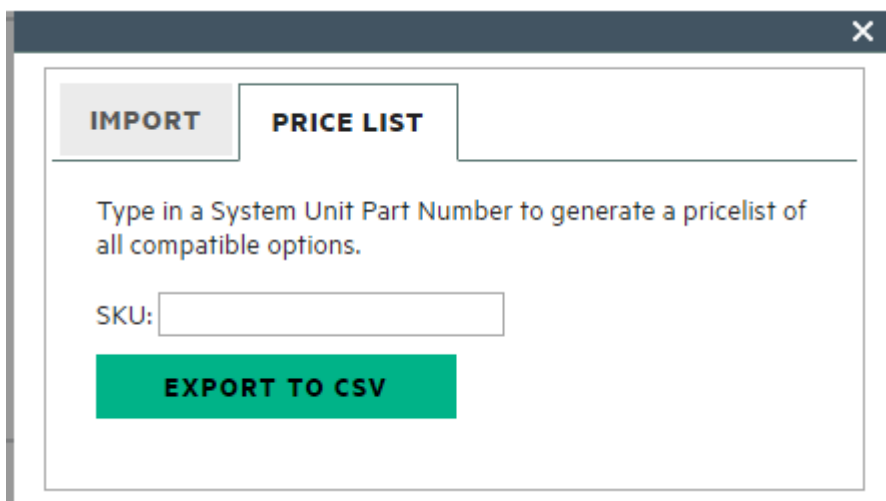 IMPORT
PRICE LIST
Type in a System Unit Part Number to generate a pricelist of
all compatible options.
SKU:
EXPORT TO CSV